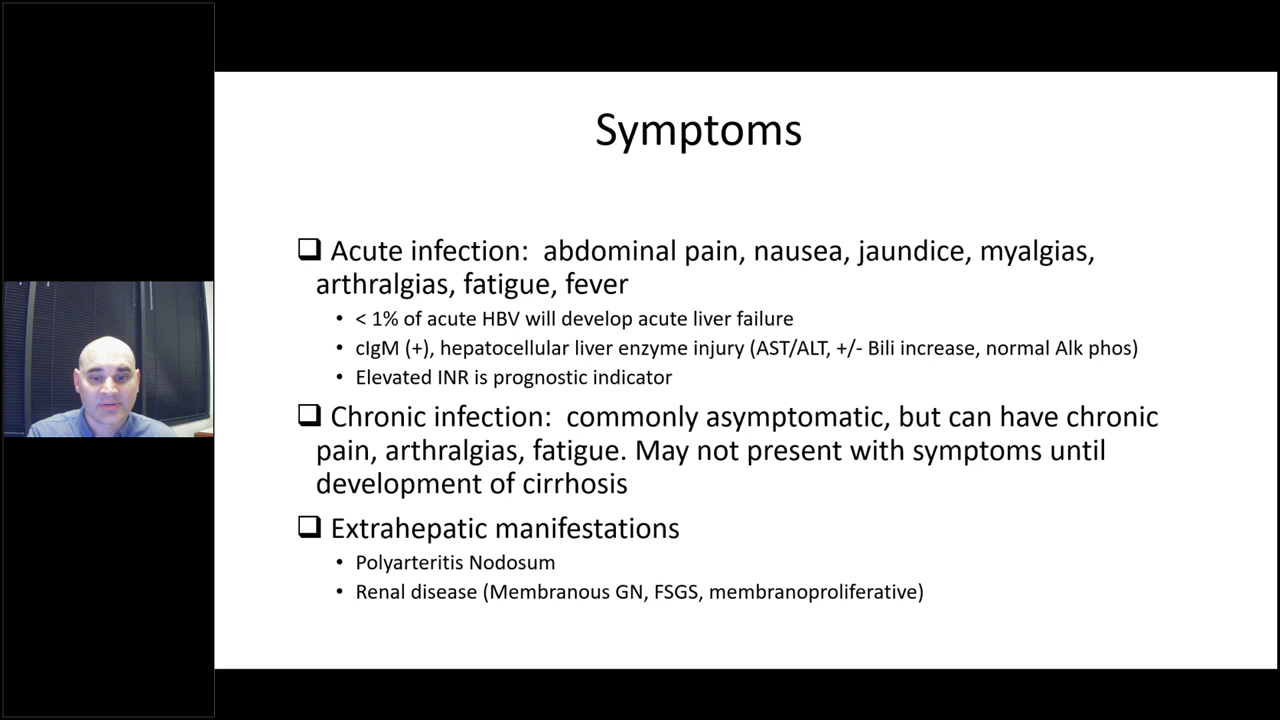 Symptoms
❑ Acute infection: abdominal pain, nausea, jaundice, myalgias,
arthralgias, fatigue, fever
• < 1% of acute HBV will develop acute liver failure
• cIgM (+), hepatocellular liver enzyme injury (AST/ALT, +/- Bili increase, normal Alk phos)
• Elevated INR is prognostic indicator
❑ Chronic infection: commonly asymptomatic, but can have chronic
pain, arthralgias, fatigue. May not present with symptoms until
development of cirrhosis
❑ Extrahepatic manifestations
• Polyarteritis Nodosum
• Renal disease (Membranous GN, FSGS, membranoproliferative)